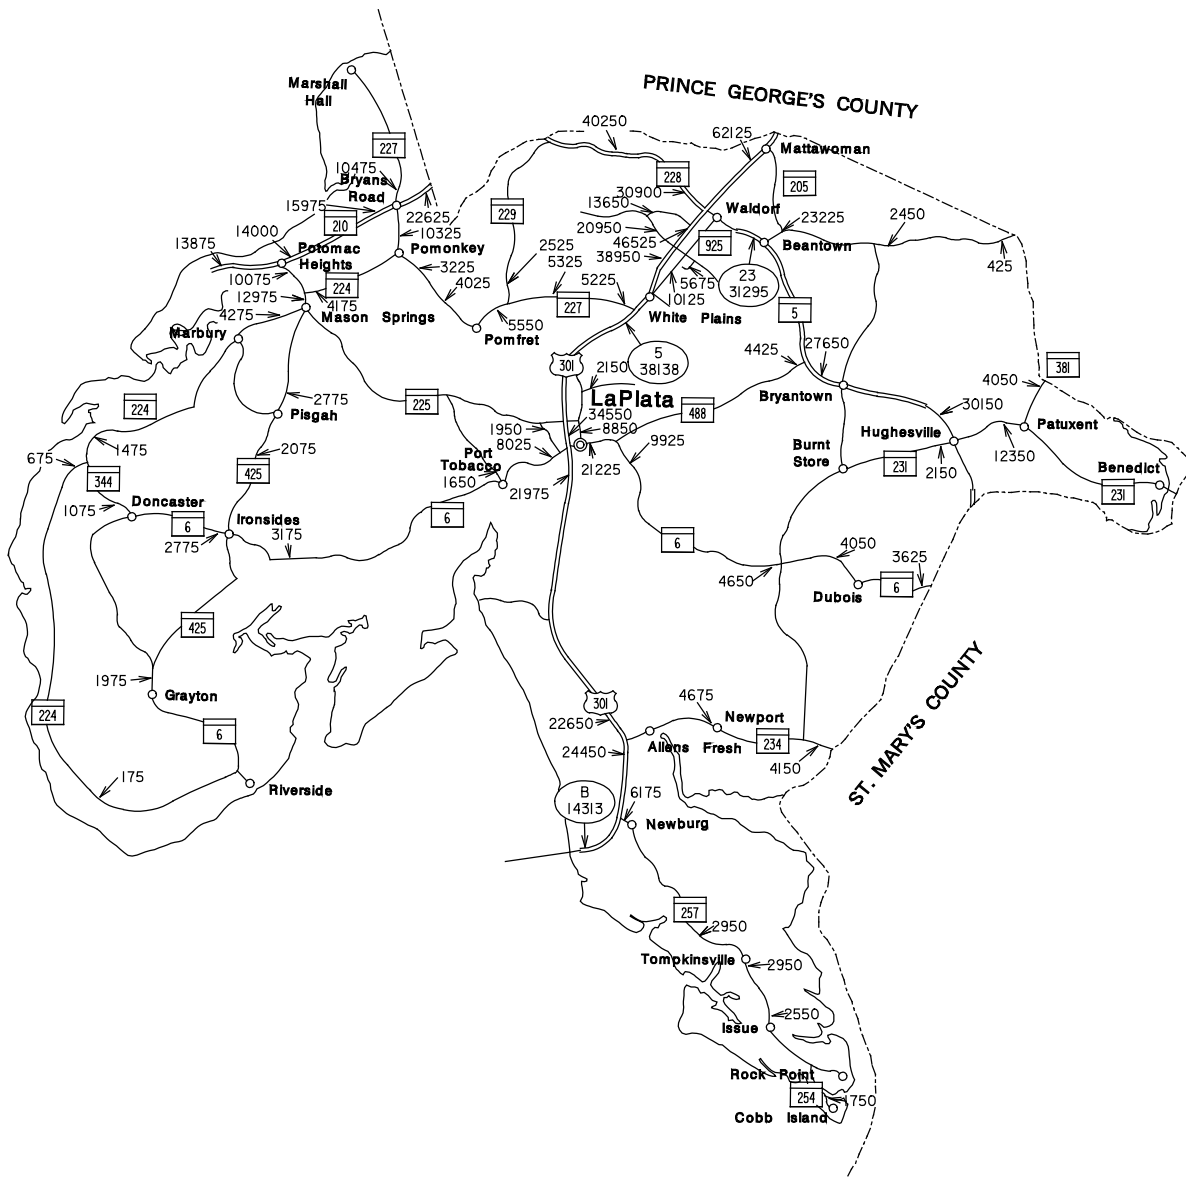 PRINCE GEORGE'S COUNTY
Marshall
Hall
227
10475
Bryans
Road
15975
210
22625
10325
14000
13875
Potomac
Heights
Pomonkey
10075
224
4175
12975
4275
Mason Springs
Marbury
3225
4025
40250
62125
Mattawoman
228
205
30900
13650
20950
46525
38950
Waldorf
925
23225
2450
Beantown
425
229
2525
5325
5225
5675
10125
23
31295
5550
227
Pomfret
White Plains
5
5
38138
301
2150
4425
27650
LaPlata
34550
8850
488
Bryantown
4050
381
30150
Hughesville
Patuxent
224
2775
Pisgah
225
1950
8025
Port
Tobacco
1650
21975
21225
9925
Burnt
Store
231
2150
12350
Benedict
231
1475
675
344
2075
425
1075
Doncaster
6
Ironsides
2775
3175
6
6
4650
4050
3625
Dubois
6
425
1975
Grayton
224
6
175
Riverside
ST. MARY'S COUNTY
301
22650
4675
Newport
Allens
Fresh
234
24450
4150
B
14313
6175
Newburg
257
2950
Tompkinsville
2950
2550
Issue
Rock Point
254
1750
Cobb Island